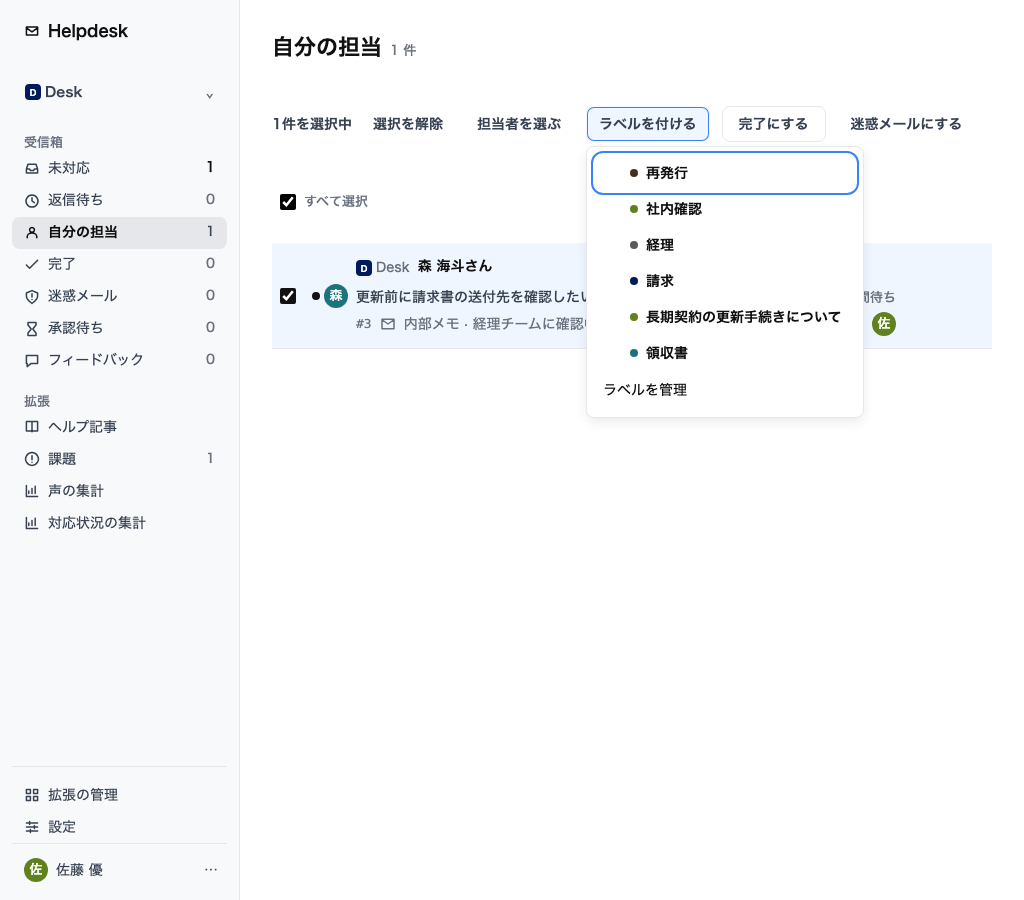 Helpdesk
D Desk
受信箱
未対応 1
返信待ち 0
自分の担当 1
完了 0
迷惑メール 0
承認待ち 0
フィードバック 0
拡張
ヘルプ記事
課題 1
声の集計
対応状況の集計
拡張の管理
設定
佐 佐藤 優 …
自分の担当 1 件
1件を選択中 選択を解除 担当者を選ぶ ラベルを付ける 完了にする 迷惑メールにする
すべて選択
D Desk 森 海斗さん
森 更新前に請求書の送付先を確認した
間待ち
#3 内部メモ · 経理チームに確認
佐
再発行
社内確認
経理
請求
長期契約の更新手続きについて
領収書
ラベルを管理